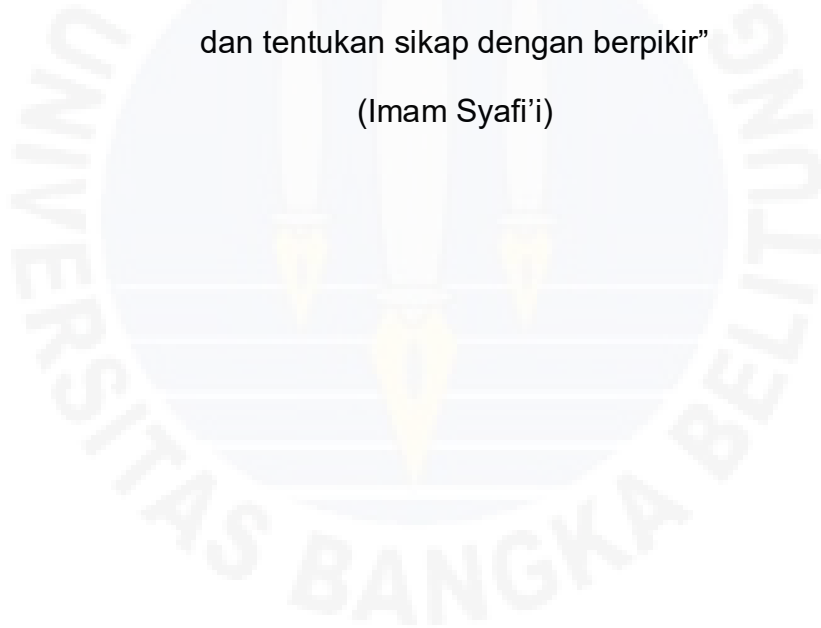 dan tentukan sikap dengan berpikir”
(Imam Syafi’i)
UNIVERSITAS BANGKA BELITUNG